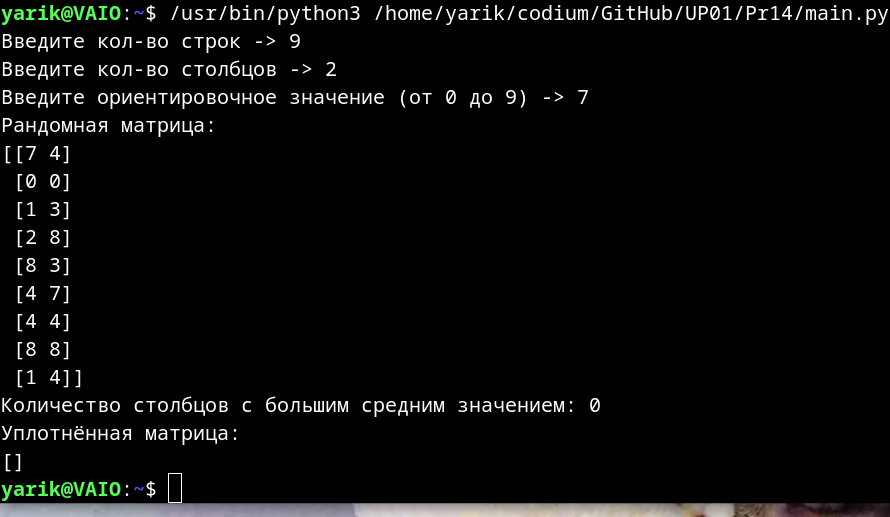 yarik@VAIO:~$ /usr/bin/python3 /home/yarik/codium/GitHub/UP01/Pr14/main.py
Введите кол-во строк -> 9
Введите кол-во столбцов -> 2
Введите ориентировочное значение (от 0 до 9) -> 7
Рандомная матрица:
[[7 4]
 [0 0]
 [1 3]
 [2 8]
 [8 3]
 [4 7]
 [4 4]
 [8 8]
 [1 4]]
Количество столбцов с большим средним значением: 0
Уплотнённая матрица:
[]
yarik@VAIO:~$